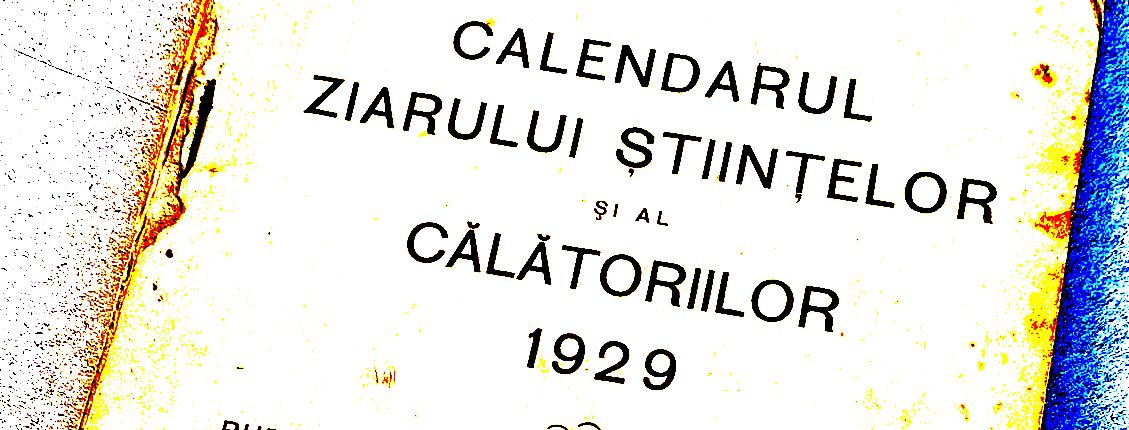 CALENDARUL
ZIARULUI ȘTIINȚELOR
ȘI AL
CĂLĂTORIILOR
1929